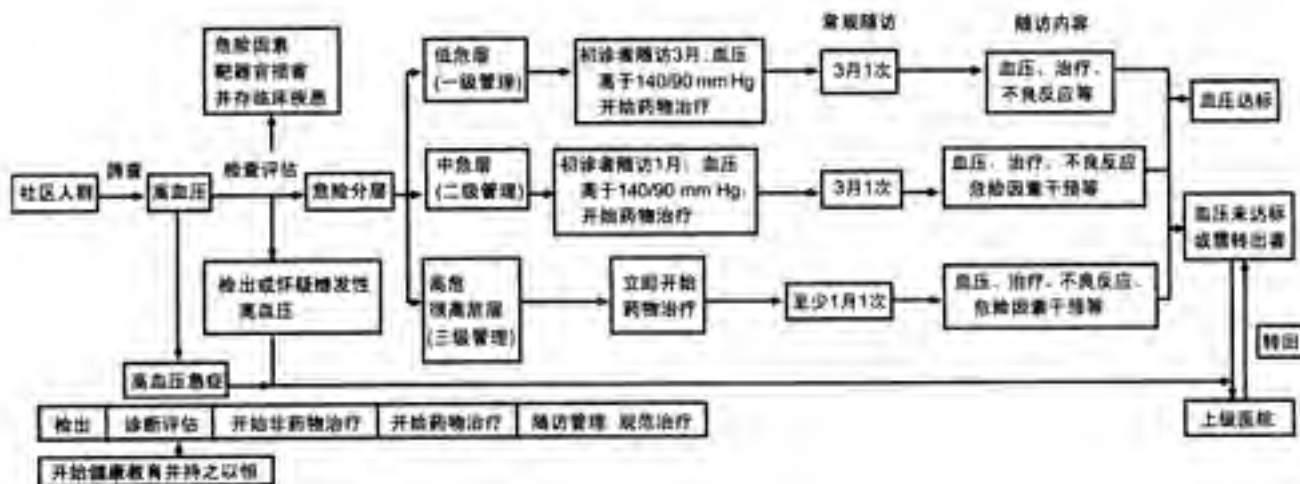 常规随访
随访内容
危险因素
靶器官损害
并存临床疾患
低危层
(一级管理)
初诊者随访3月,血压
高于140/90 mm Hg
开始药物治疗
3月1次
血压、治疗、
不良反应等
血压达标
筛查
检查评估
社区人群
高血压
危险分层
中危层
(二级管理)
初诊者随访1月;血压
高于140/90 mm Hg,
开始药物治疗
3月1次
血压、治疗、不良反应
危险因素干预等
血压未达标
或需转出者
检出或怀疑继发性
高血压
高危
很高危层
(三级管理)
立即开始
药物治疗
至少1月1次
血压、治疗、不良反应、
危险因素干预等
转回
高血压急症
上级医院
检出
诊断评估
开始非药物治疗
开始药物治疗
随访管理 规范治疗
开始健康教育并持之以恒